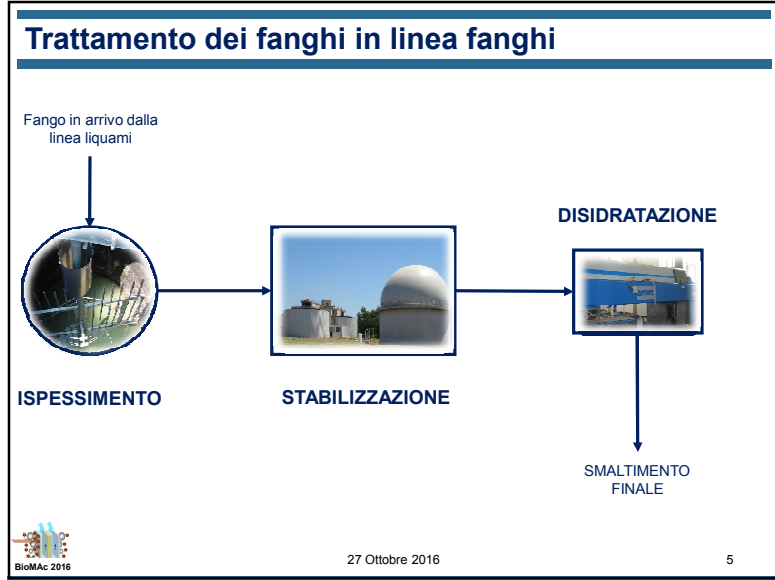 Trattamento dei fanghi in linea fanghi
Fango in arrivo dalla
linea liquami
DISIDRATAZIONE
ISPESSIMENTO
STABILIZZAZIONE
SMALTIMENTO
FINALE
BioMAc 2016
27 Ottobre 2016
5